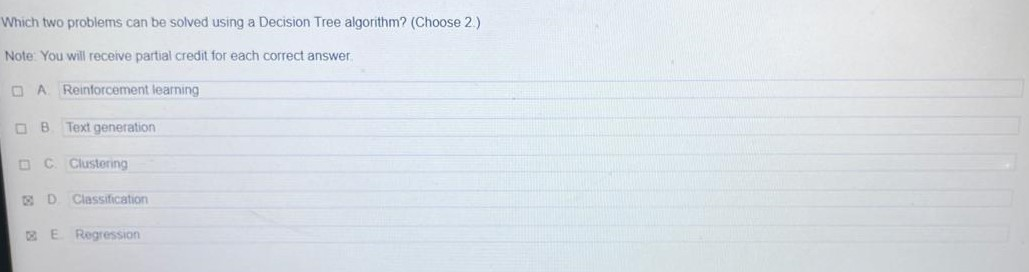 Which two problems can be solved using a Decision Tree algorithm? (Choose 2.)
Note: You will receive partial credit for each correct answer.
A. Reinforcement learning
B. Text generation
C. Clustering
D. Classification
E. Regression